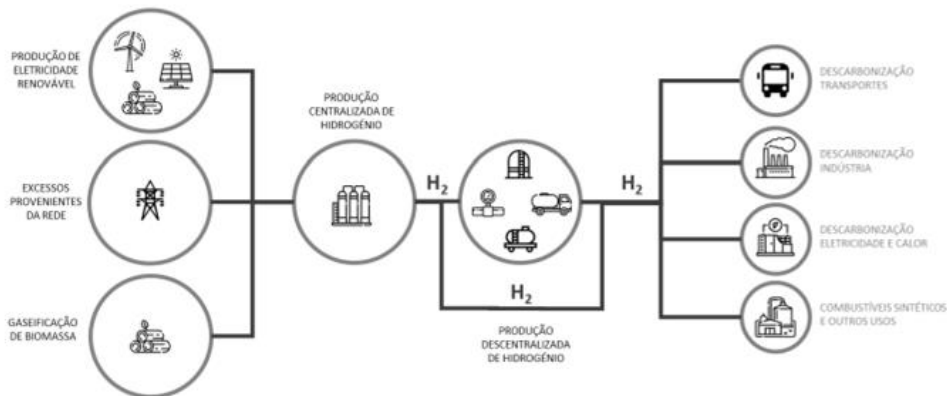 PRODUÇÃO DE
ELETRICIDADE
RENOVÁVEL
EXCESSOS
PROVENIENTES
DA REDE
GASEIFICAÇÃO
DE BIOMASSA
PRODUÇÃO
CENTRALIZADA DE
HIDROGÉNIO
H₂
H₂
H₂
PRODUÇÃO
DESCENTRALIZADA
DE HIDROGÉNIO
DESCARBONIZAÇÃO
TRANSPORTES
DESCARBONIZAÇÃO
INDÚSTRIA
DESCARBONIZAÇÃO
ELETRICIDADE E CALOR
COMBUSTÍVEIS SINTÉTICOS
E OUTROS USOS